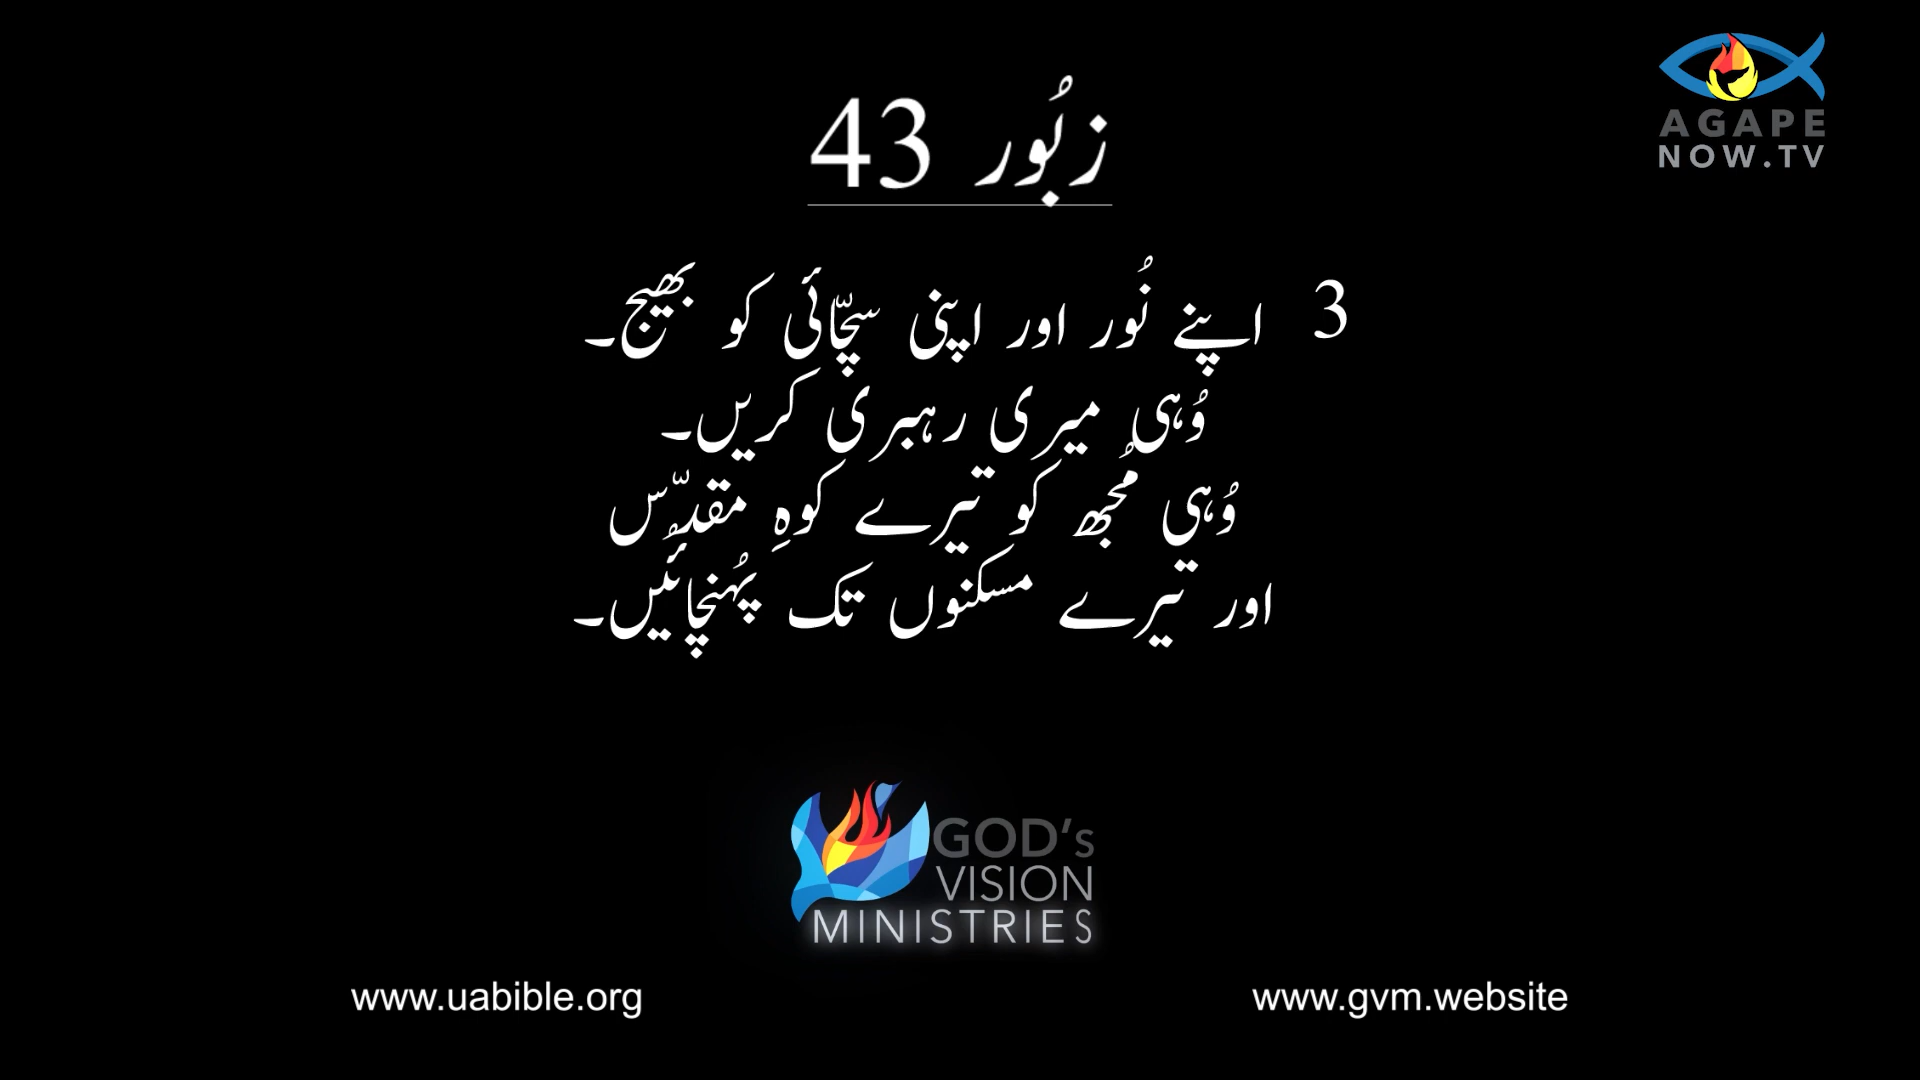 AGAPE
NOW.TV
زبُور 43
3 اپنے نُور اور اپنی سچّائی کو بھیج۔
وُہی میری رہبری کریں۔
وُہی مُجھ کو تیرے کوہِ مقدّس
اور تیرے مسکنوں تک پُہنچائیں۔
GOD's
VISION
MINISTRIES
www.uabible.org
www.gvm.website